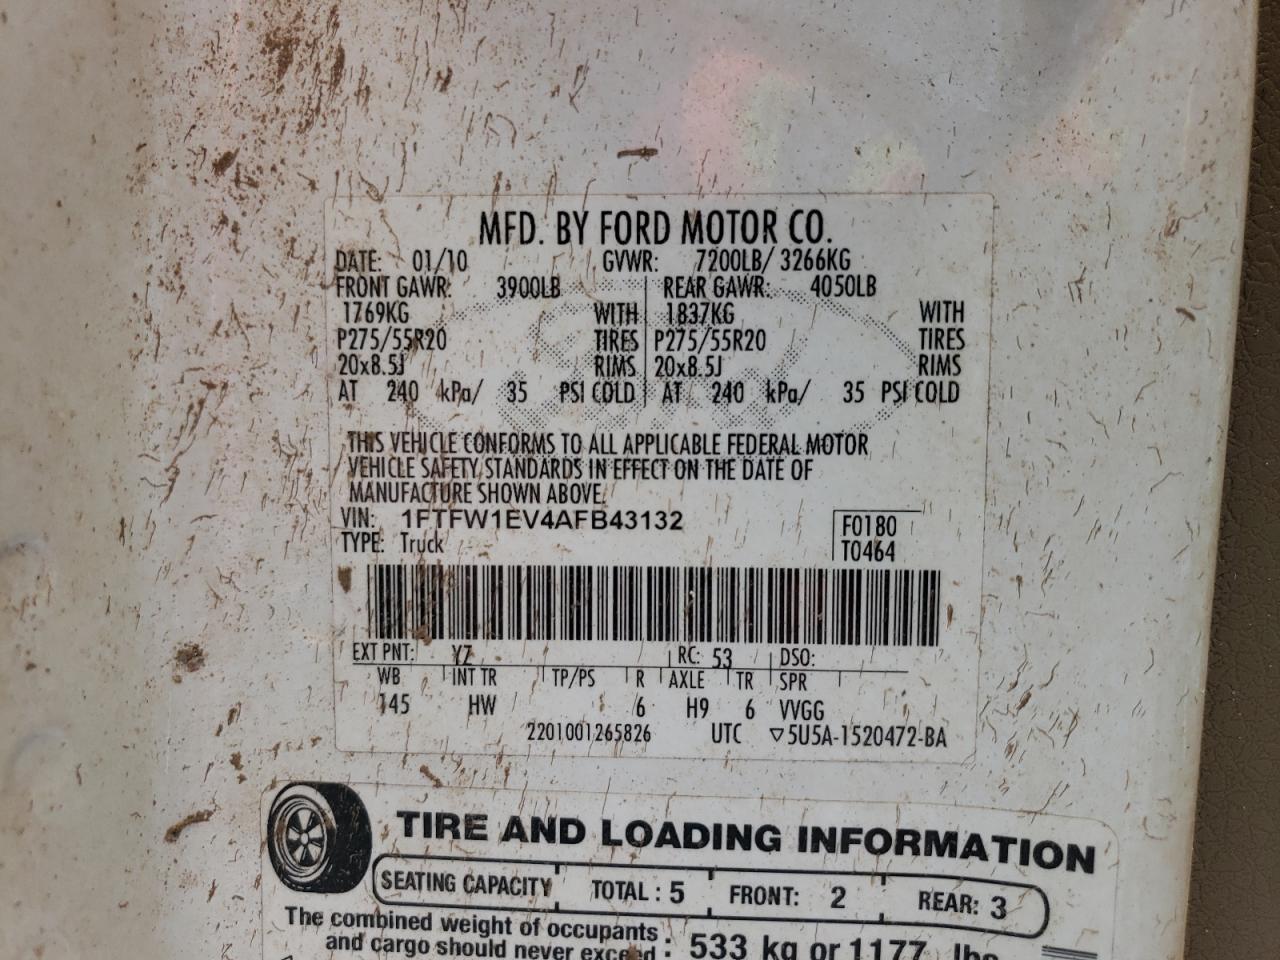 MFD. BY FORD MOTOR CO.
DATE: 01/10 GVWR: 7200LB/ 3266KG
FRONT GAWR: 3900LB REAR GAWR: 4050LB
1769KG WITH 1837KG WITH
P275/55R20 TIRES P275/55R20 TIRES
20x8.5J RIMS 20x8.5J RIMS
AT 240 kPa/ 35 PSI COLD AT 240 kPa/ 35 PSI COLD
THIS VEHICLE CONFORMS TO ALL APPLICABLE FEDERAL MOTOR
VEHICLE SAFETY STANDARDS IN EFFECT ON THE DATE OF
MANUFACTURE SHOWN ABOVE.
VIN: 1FTFW1EV4AFB43132 F0180
TYPE: Truck T0464
EXT PNT: YZ RC: 53 DSO:
WB INT TR TP/PS R AXLE TR SPR
145 HW 6 H9 6 VVGG
2201001265826 UTC ▽5U5A-1520472-BA
TIRE AND LOADING INFORMATION
SEATING CAPACITY TOTAL : 5 FRONT: 2 REAR: 3
The combined weight of occupants
and cargo should never exceed : 533 kg or 1177 lbs